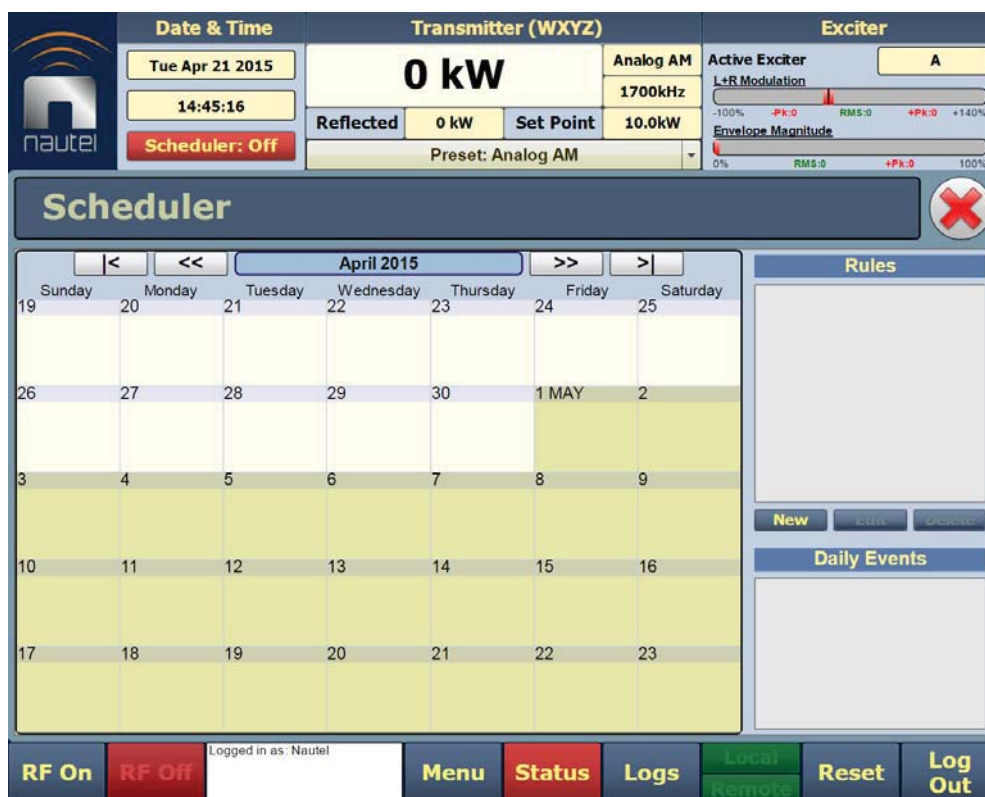 nautel
Date & Time
Tue Apr 21 2015
14:45:16
Scheduler: Off
Transmitter (WXYZ)
0 kW
Analog AM
1700kHz
Reflected 0 kW Set Point 10.0kW
Preset: Analog AM
Exciter
Active Exciter A
L+R Modulation
-100% -Pk:0 RMS:0 +Pk:0 +140%
Envelope Magnitude
0% RMS:0 +Pk:0 100%
Scheduler
|< << April 2015 >> >|
Sunday Monday Tuesday Wednesday Thursday Friday Saturday
19 20 21 22 23 24 25
26 27 28 29 30 1 MAY 2
3 4 5 6 7 8 9
10 11 12 13 14 15 16
17 18 19 20 21 22 23
Rules
New Edit Delete
Daily Events
RF On RF Off
Logged in as: Nautel
Menu Status Logs
Local
Remote
Reset
Log
Out